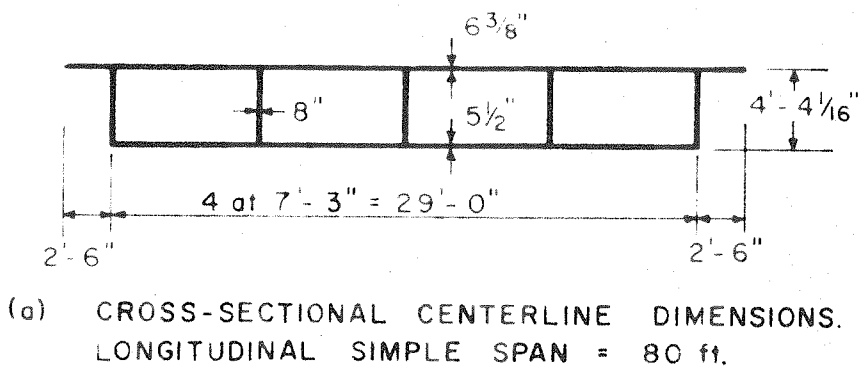 6 3/8"
8"
5 1/2"
4'- 4 1/16"
4 at 7'- 3" = 29'- 0"
2'- 6"
2'- 6"
(a) CROSS-SECTIONAL CENTERLINE DIMENSIONS.
LONGITUDINAL SIMPLE SPAN = 80 ft.